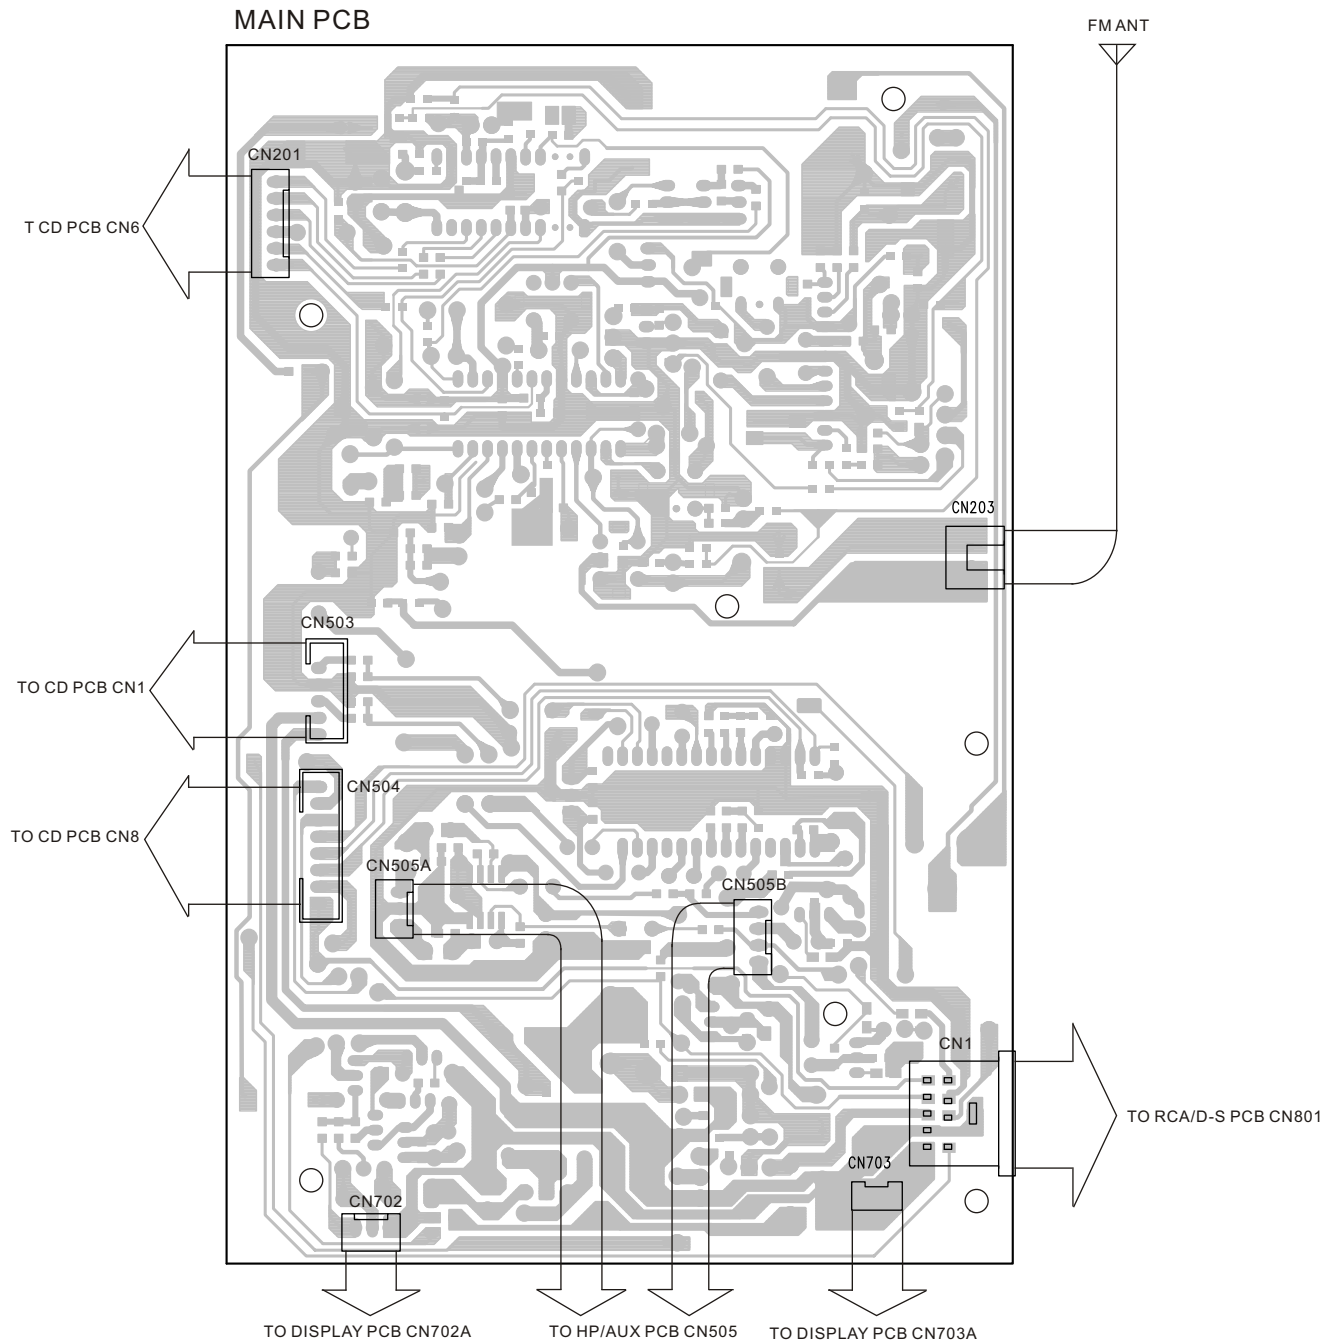 MAIN PCB
FM ANT
CN201
T CD PCB CN6
CN203
CN503
TO CD PCB CN1
CN504
TO CD PCB CN8
CN505A
CN505B
CN1
TO RCA/D-S PCB CN801
CN703
CN702
TO DISPLAY PCB CN702A
TO HP/AUX PCB CN505
TO DISPLAY PCB CN703A